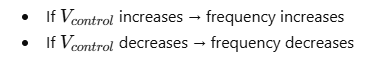 • If V_control increases → frequency increases
• If V_control decreases → frequency decreases